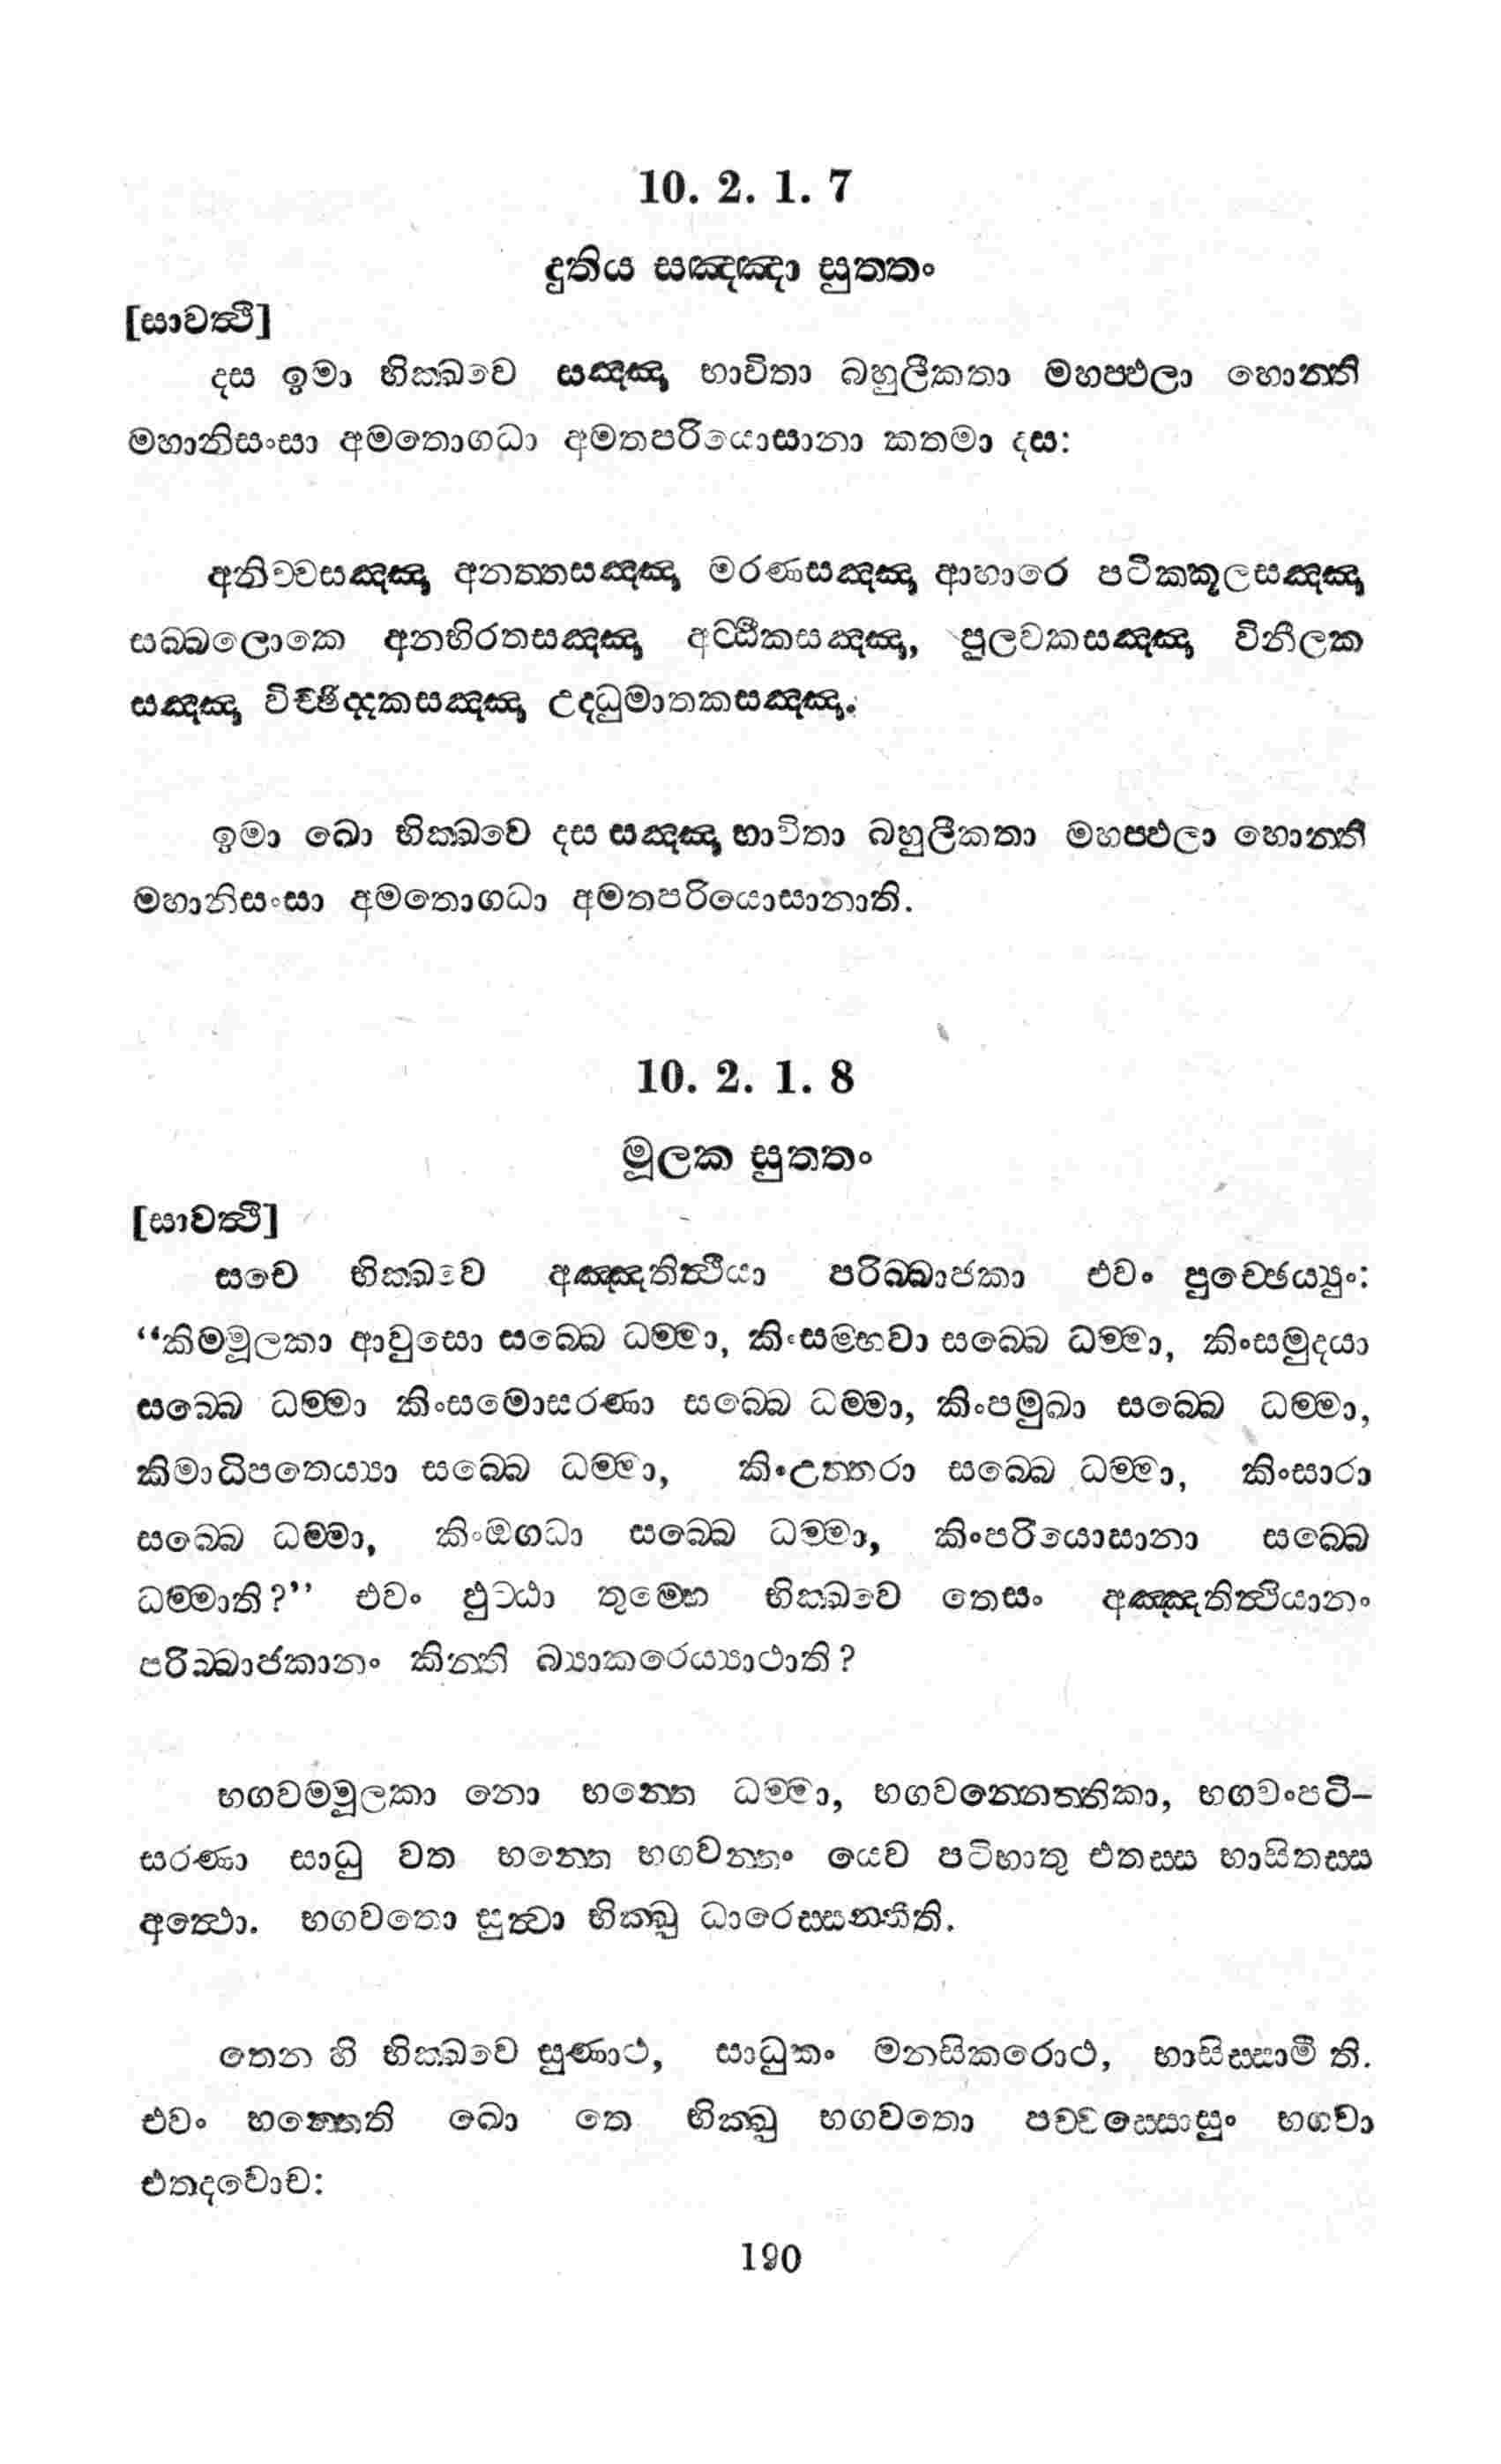 10. 2. 1. 7
දුතිය සඤ්ඤා සුත්තං
[සාවත්ථි]
දස ඉමා භික්ඛවෙ සඤ්ඤා භාවිතා බහුලීකතා මහප්ඵලා හොන්ති
මහානිසංසා අමතොගධා අමතපරියොසානා කතමා දස:
අනිච්චසඤ්ඤා අනත්තසඤ්ඤා මරණසඤ්ඤා ආහාරෙ පටික්කූලසඤ්ඤා
සබ්බලොකෙ අනභිරතසඤ්ඤා අට්ඨිකසඤ්ඤා, පුලවකසඤ්ඤා විනීලක
සඤ්ඤා විච්ඡිද්දකසඤ්ඤා උද්ධුමාතකසඤ්ඤා.
ඉමා ඛො භික්ඛවෙ දස සඤ්ඤා භාවිතා බහුලීකතා මහප්ඵලා හොන්ති
මහානිසංසා අමතොගධා අමතපරියොසානාති.
10. 2. 1. 8
මූලක සුත්තං
[සාවත්ථි]
සචෙ භික්ඛවෙ අඤ්ඤතිත්ථියා පරිබ්බාජකා එවං පුච්ඡෙය්‍යුං:
“කිම්මූලකා ආවුසො සබ්බෙ ධම්මා, කිංසම්භවා සබ්බෙ ධම්මා, කිංසමුදයා
සබ්බෙ ධම්මා කිංසමොසරණා සබ්බෙ ධම්මා, කිංපමුඛා සබ්බෙ ධම්මා,
කිමාධිපතෙය්‍යා සබ්බෙ ධම්මා, කිංඋත්තරා සබ්බෙ ධම්මා, කිංසාරා
සබ්බෙ ධම්මා, කිංඔගධා සබ්බෙ ධම්මා, කිංපරියොසානා සබ්බෙ
ධම්මාති?” එවං ඵුට්ඨා තුම්හෙ භික්ඛවෙ තෙසං අඤ්ඤතිත්ථියානං
පරිබ්බාජකානං කින්ති බ්‍යාකරෙය්‍යාථාති?
භගවම්මූලකා නො භන්තෙ ධම්මා, භගවන්නෙත්තිකා, භගවංපටි–
සරණා සාධු වත භන්තෙ භගවන්තං යෙව පටිභාතු එතස්ස භාසිතස්ස
අත්ථො. භගවතො සුත්වා භික්ඛු ධාරෙස්සන්තීති.
තෙන හි භික්ඛවෙ සුණාථ, සාධුකං මනසිකරොථ, භාසිස්සාමී ති.
එවං භන්තෙති ඛො තෙ භික්ඛු භගවතො පච්චස්සොසුං භගවා
එතදවොච:
190